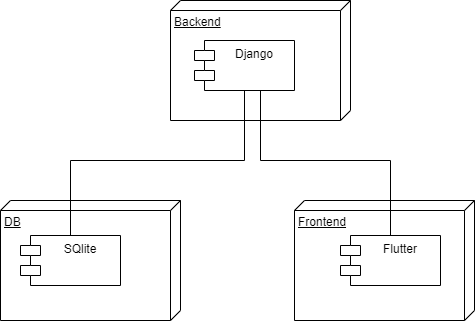 Backend
Django
DB
SQlite
Frontend
Flutter